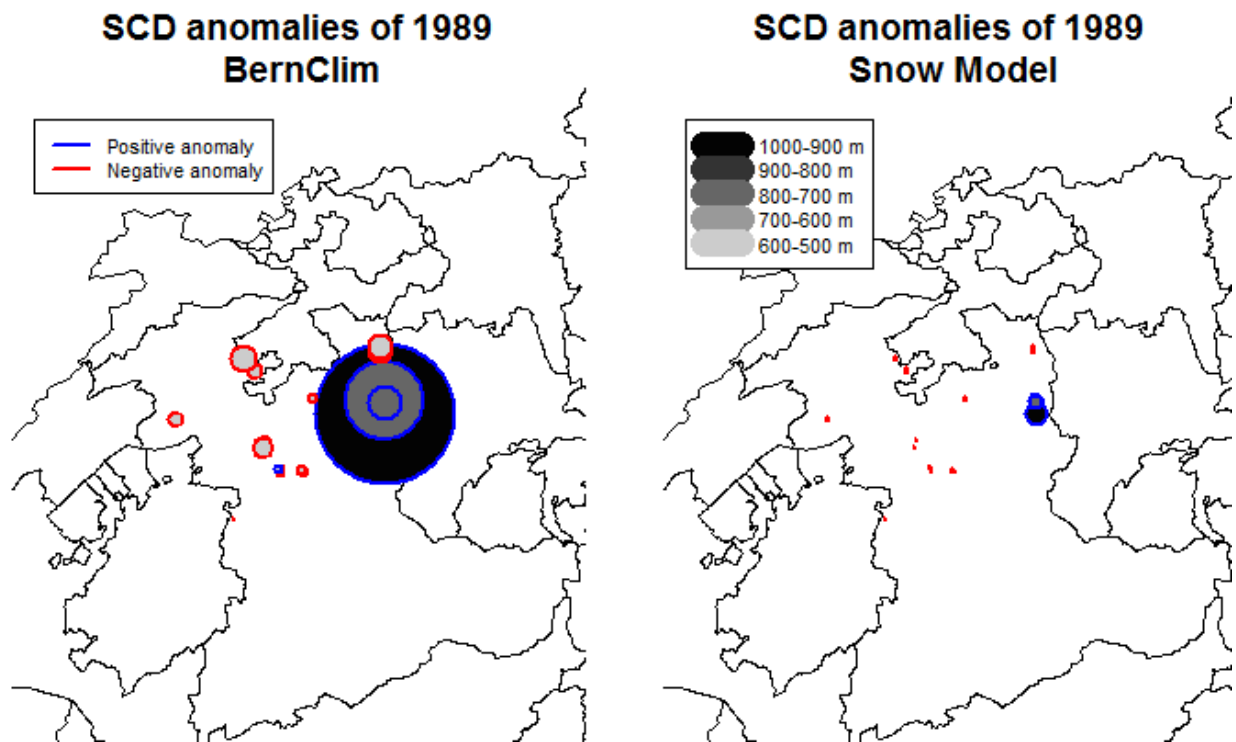 SCD anomalies of 1989
BernClim
Positive anomaly
Negative anomaly
SCD anomalies of 1989
Snow Model
1000-900 m
900-800 m
800-700 m
700-600 m
600-500 m